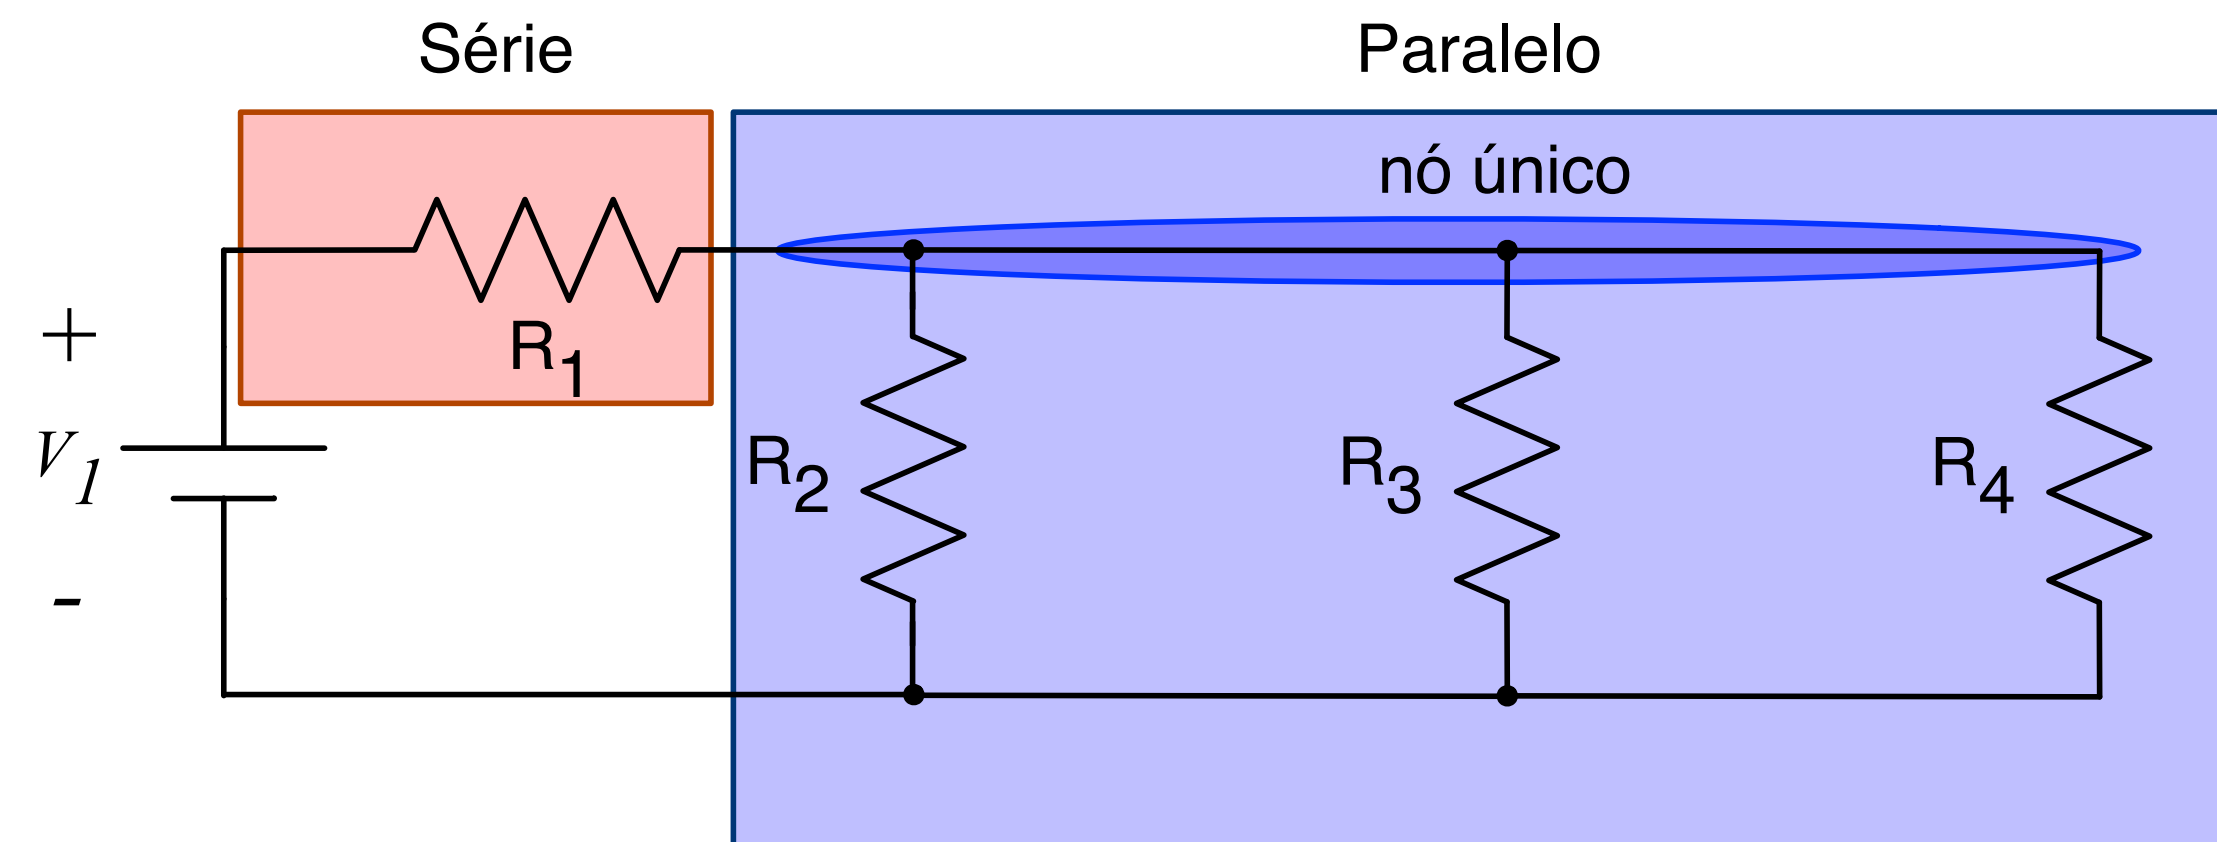 Série
Paralelo
nó único
+
R1
V1
R2
R3
R4
-